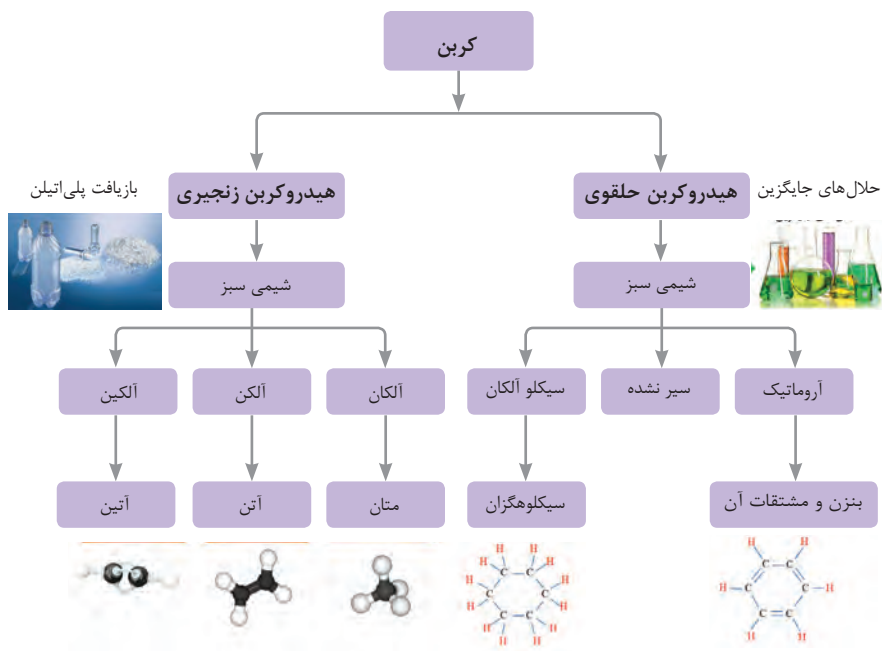 کربن
حلال‌های جایگزین
هیدروکربن حلقوی
هیدروکربن زنجیری
بازیافت پلی‌اتیلن
شیمی سبز
شیمی سبز
آروماتیک
سیر نشده
سیکلو آلکان
آلکان
آلکن
آلکین
بنزن و مشتقات آن
سیکلوهگزان
متان
آتن
آتین
H H
C C
H C C H
C C
H H
H H H H
C C
H H
C C
H H
C C
H H H H